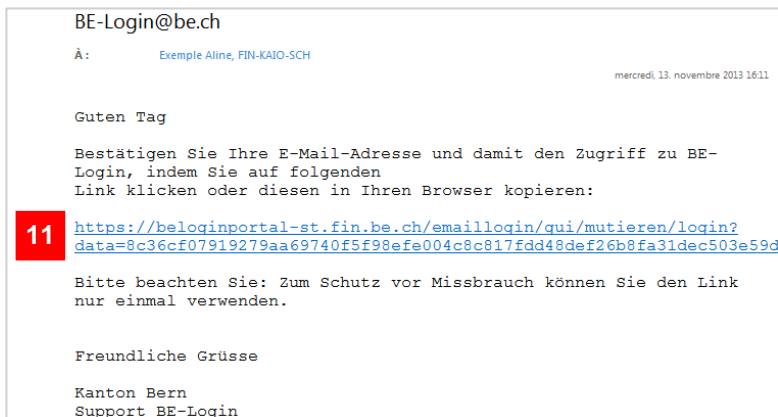 BE-Login@be.ch
À : Exemple Aline, FIN-KAIO-SCH
mercredi, 13. novembre 2013 16:11
Guten Tag
Bestätigen Sie Ihre E-Mail-Adresse und damit den Zugriff zu BE-
Login, indem Sie auf folgenden
Link klicken oder diesen in Ihren Browser kopieren:
11 https://beloginportal-st.fin.be.ch/emaillogin/gui/mutieren/login?
data=8c36cf07919279aa69740f5f98efe004c8c817fdd48def26b8fa31dec503e59d
Bitte beachten Sie: Zum Schutz vor Missbrauch können Sie den Link
nur einmal verwenden.
Freundliche Grüsse
Kanton Bern
Support BE-Login